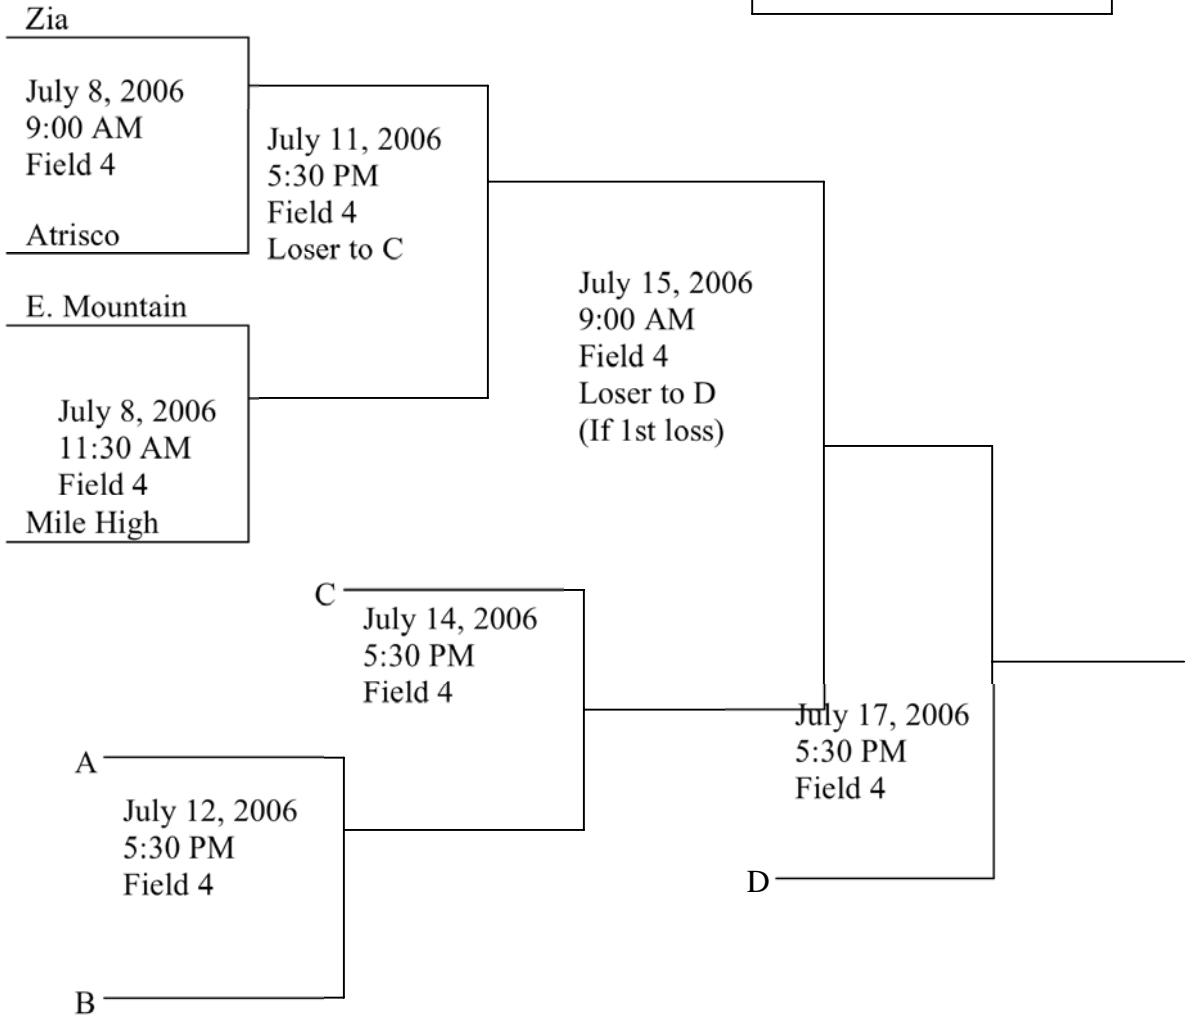 Zia
July 8, 2006
9:00 AM
Field 4
Atrisco
July 11, 2006
5:30 PM
Field 4
Loser to C
E. Mountain
July 8, 2006
11:30 AM
Field 4
Mile High
July 15, 2006
9:00 AM
Field 4
Loser to D
(If 1st loss)
C
July 14, 2006
5:30 PM
Field 4
A
July 12, 2006
5:30 PM
Field 4
B
July 17, 2006
5:30 PM
Field 4
D